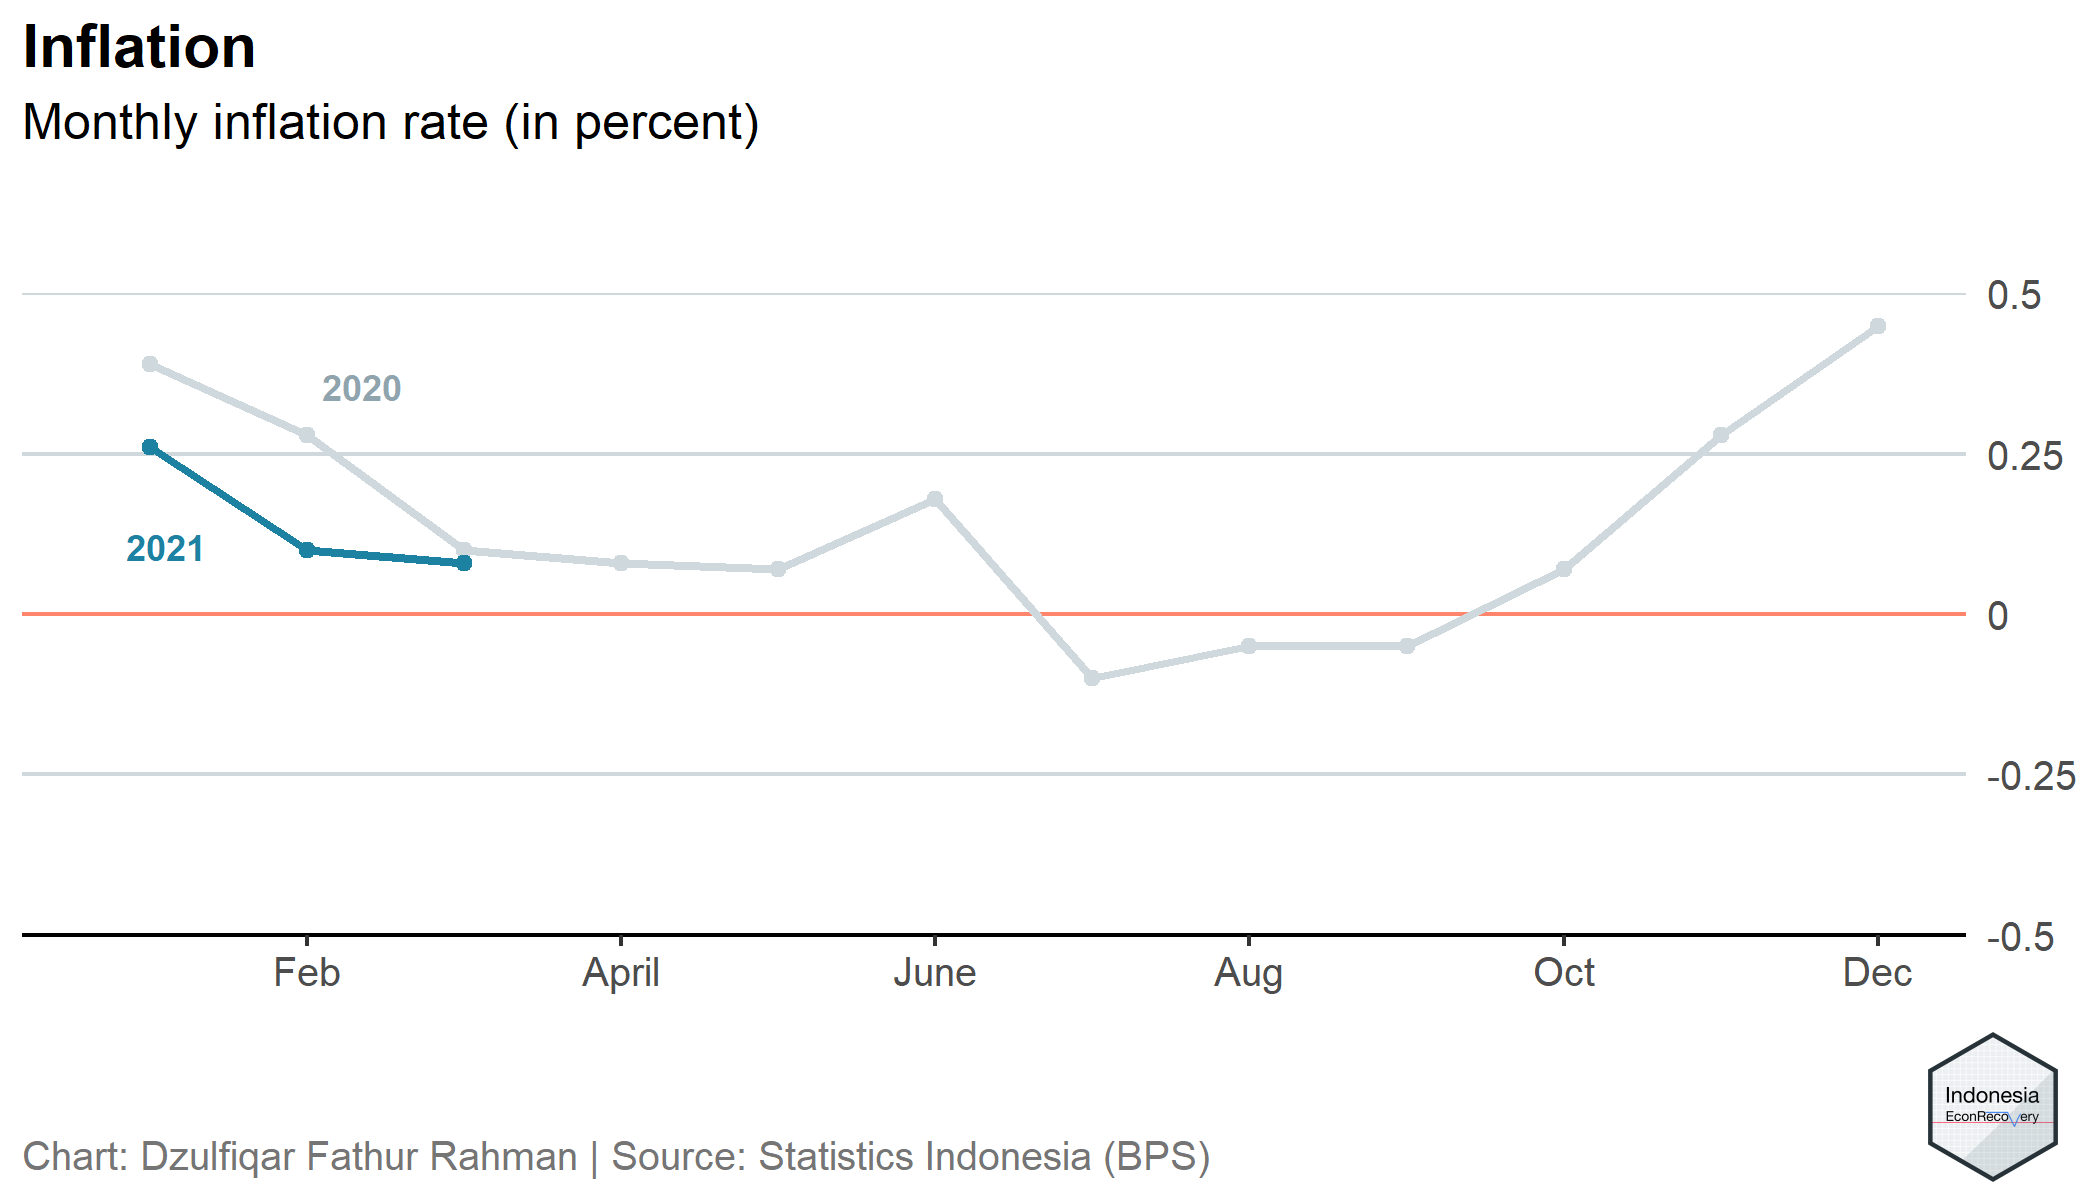 Inflation
Monthly inflation rate (in percent)
0.5
2020
0.25
2021
0
-0.25
-0.5
Feb April June Aug Oct Dec
Indonesia
EconRecovery
Chart: Dzulfiqar Fathur Rahman | Source: Statistics Indonesia (BPS)